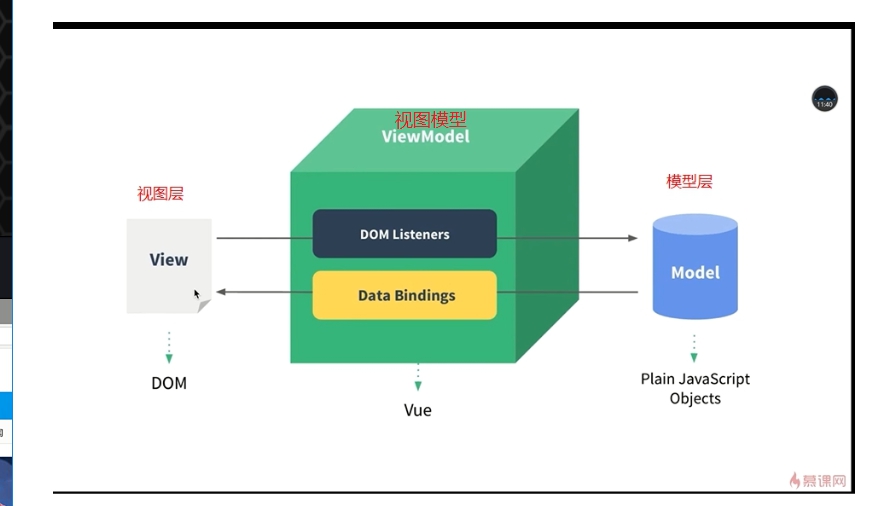 视图模型
ViewModel
11:40
视图层
模型层
DOM Listeners
View
Model
Data Bindings
DOM
Plain JavaScript
Objects
Vue
慕课网